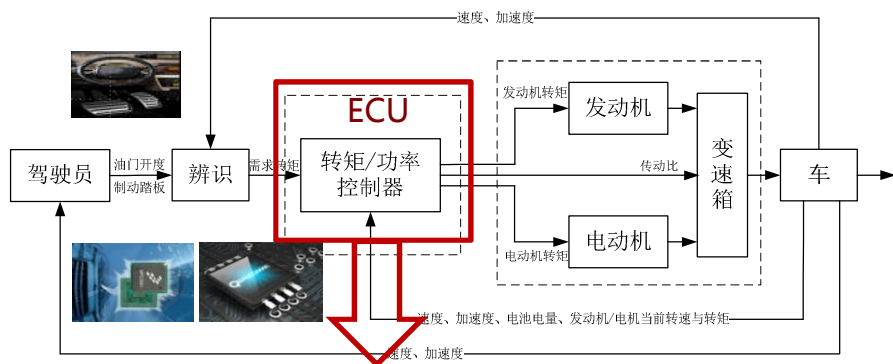 速度、加速度
ECU
发动机转矩
发动机
驾驶员
油门开度
制动踏板
辨识
需求转矩
转矩/功率
控制器
传动比
变速箱
车
电动机
电动机转矩
速度、加速度、电池电量、发动机/电机当前转速与转矩
速度、加速度